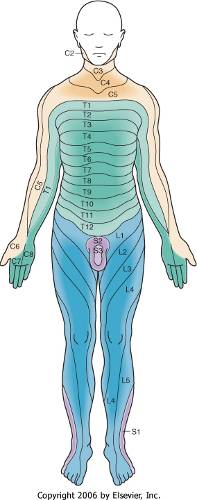 C2
C3
C4
C5
T1
T2
T3
T4
T5
T6
T7
T8
T9
T10
T11
T12
C5
T1
L1
S2
S3
L2
L3
L4
C6
C8
C7
L5
L4
S1
Copyright 2006 by Elsevier, Inc.